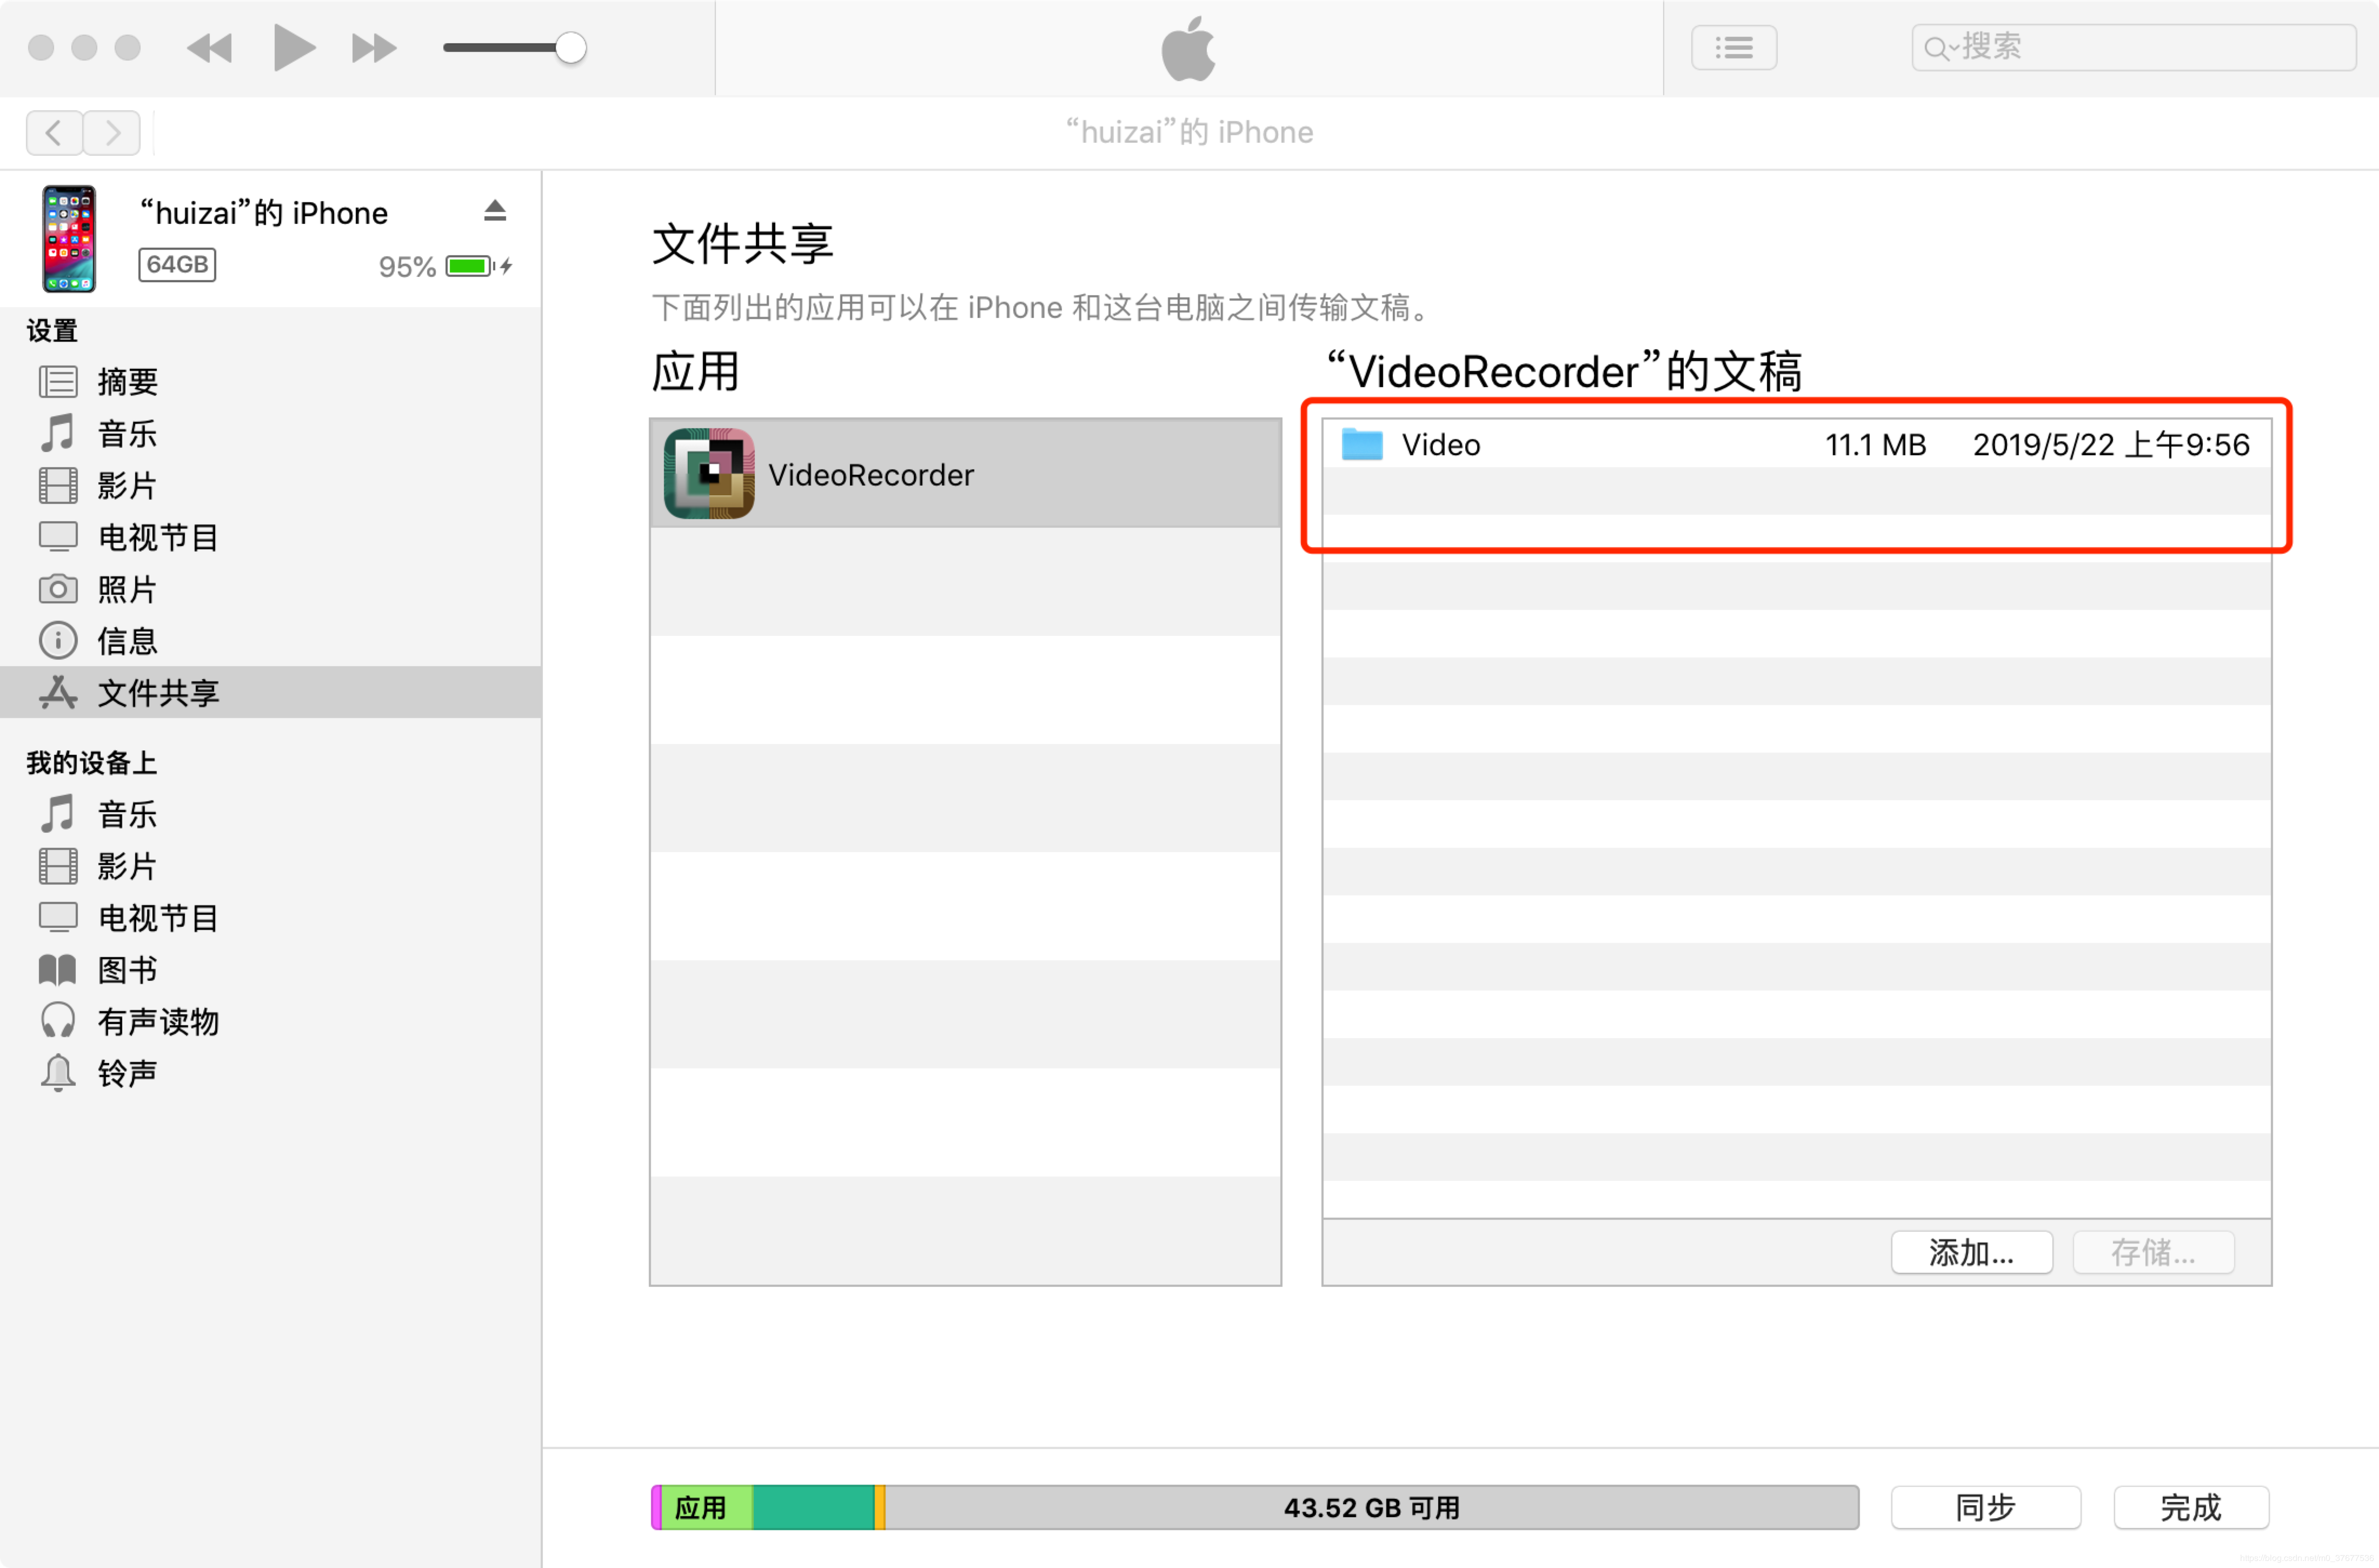 搜索
“huizai”的 iPhone
“huizai”的 iPhone
64GB
95%
设置
摘要
音乐
影片
电视节目
照片
信息
文件共享
我的设备上
音乐
影片
电视节目
图书
有声读物
铃声
文件共享
下面列出的应用可以在 iPhone 和这台电脑之间传输文稿。
应用
VideoRecorder
“VideoRecorder”的文稿
Video 11.1 MB 2019/5/22 上午9:56
添加... 存储...
应用 43.52 GB 可用 同步 完成